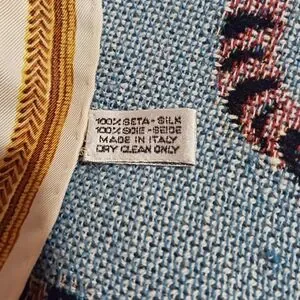 100% SETA - SILK
100% SOIE - SEIDE
MADE IN ITALY
DRY CLEAN ONLY